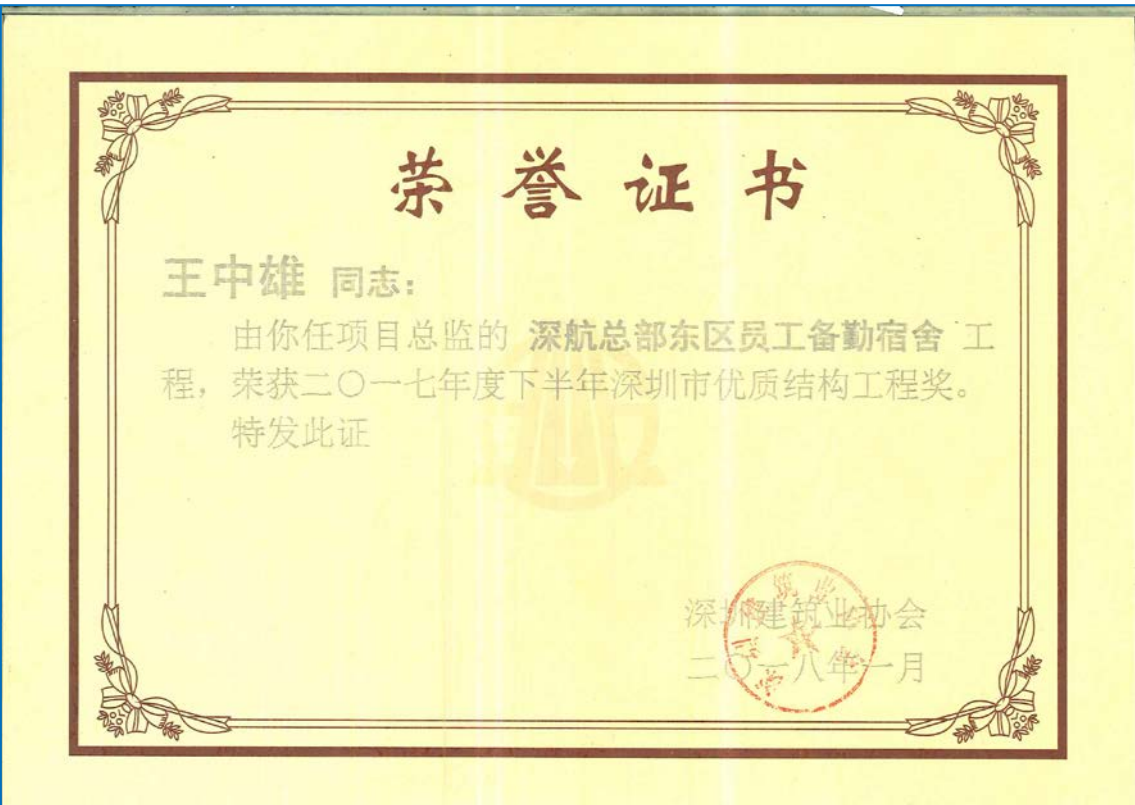 荣誉证书
王中雄 同志：
由你任项目总监的 深航总部东区员工备勤宿舍 工
程，荣获二〇一七年度下半年深圳市优质结构工程奖。
特发此证
深圳建筑业协会
二〇一八年一月